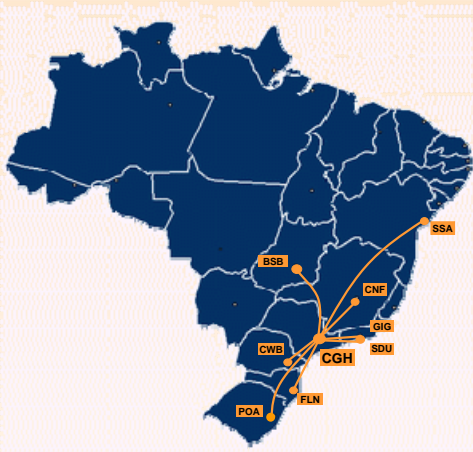 SSA
BSB
CNF
GIG
SDU
CWB
CGH
FLN
POA